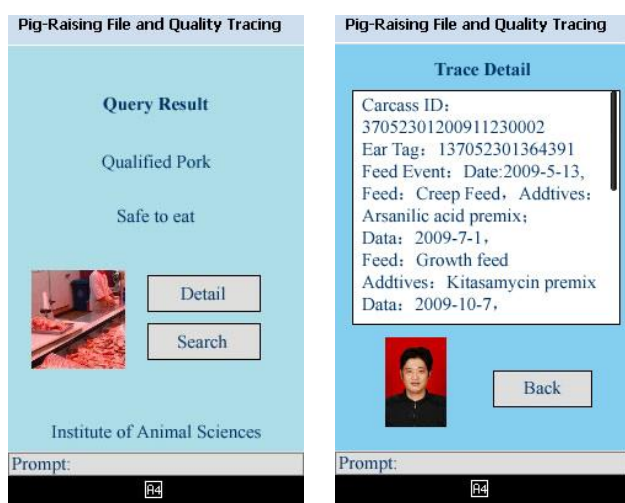 Pig-Raising File and Quality Tracing
Query Result
Qualified Pork
Safe to eat
Detail
Search
Institute of Animal Sciences
Prompt:
A4
Pig-Raising File and Quality Tracing
Trace Detail
Carcass ID:
37052301200911230002
Ear Tag: 137052301364391
Feed Event: Date:2009-5-13,
Feed: Creep Feed, Addtives:
Arsanilic acid premix;
Data: 2009-7-1,
Feed: Growth feed
Addtives: Kitasamycin premix
Data: 2009-10-7,
Back
Prompt:
A4